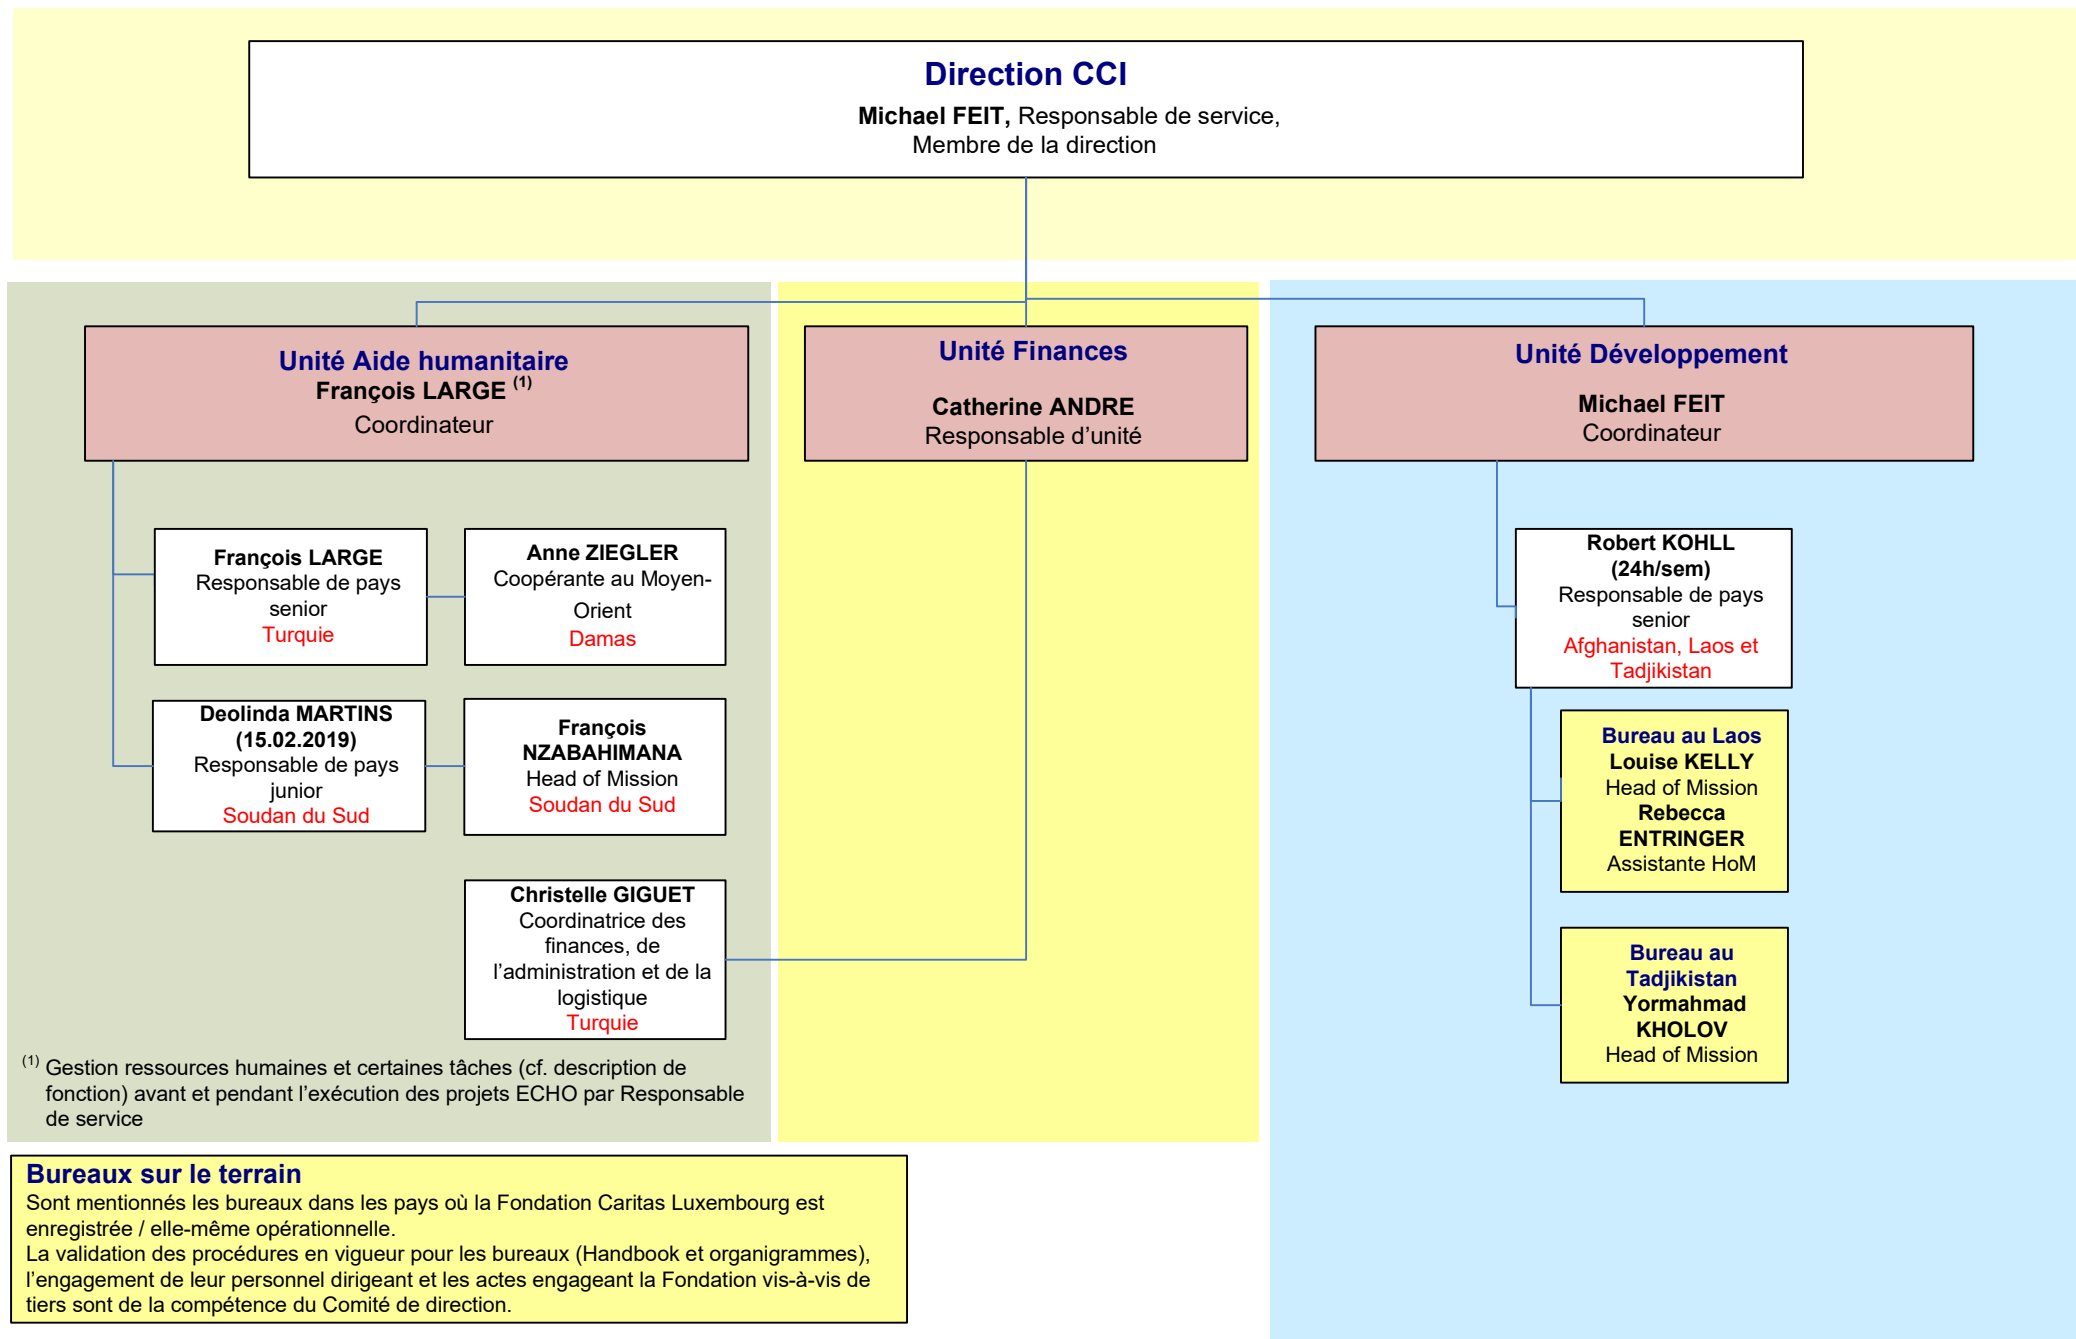 Direction CCI
Michael FEIT, Responsable de service,
Membre de la direction
Unité Aide humanitaire
François LARGE (1)
Coordinateur
Unité Finances
Catherine ANDRE
Responsable d’unité
Unité Développement
Michael FEIT
Coordinateur
François LARGE
Responsable de pays
senior
Turquie
Anne ZIEGLER
Coopérante au Moyen-
Orient
Damas
Deolinda MARTINS
(15.02.2019)
Responsable de pays
junior
Soudan du Sud
François
NZABAHIMANA
Head of Mission
Soudan du Sud
Christelle GIGUET
Coordinatrice des
finances, de
l’administration et de la
logistique
Turquie
Robert KOHLL
(24h/sem)
Responsable de pays
senior
Afghanistan, Laos et
Tadjikistan
Bureau au Laos
Louise KELLY
Head of Mission
Rebecca
ENTRINGER
Assistante HoM
Bureau au
Tadjikistan
Yormahmad
KHOLOV
Head of Mission
(1) Gestion ressources humaines et certaines tâches (cf. description de
fonction) avant et pendant l’exécution des projets ECHO par Responsable
de service
Bureaux sur le terrain
Sont mentionnés les bureaux dans les pays où la Fondation Caritas Luxembourg est
enregistrée / elle-même opérationnelle.
La validation des procédures en vigueur pour les bureaux (Handbook et organigrammes),
l’engagement de leur personnel dirigeant et les actes engageant la Fondation vis-à-vis de
tiers sont de la compétence du Comité de direction.